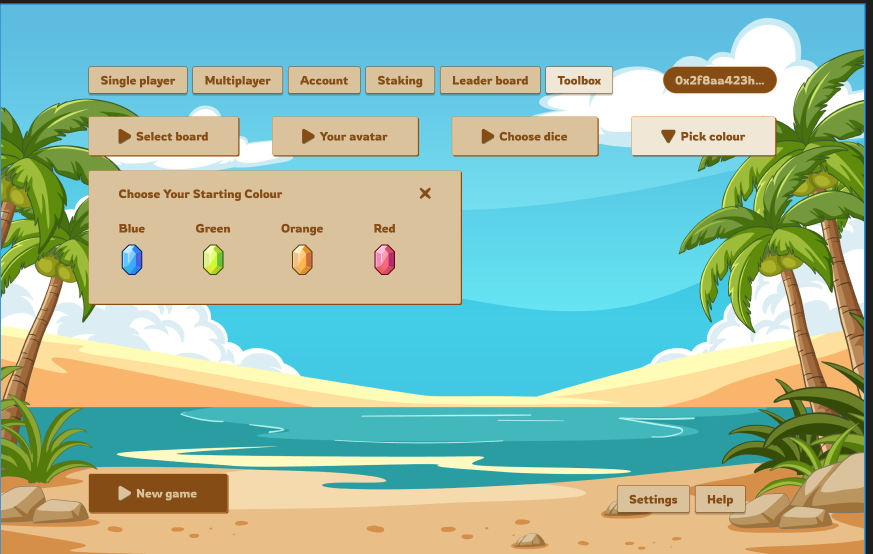 Single player Multiplayer Account Staking Leader board Toolbox 0x2f8aa423h...
Select board Your avatar Choose dice Pick colour
Choose Your Starting Colour
Blue Green Orange Red
New game Settings Help